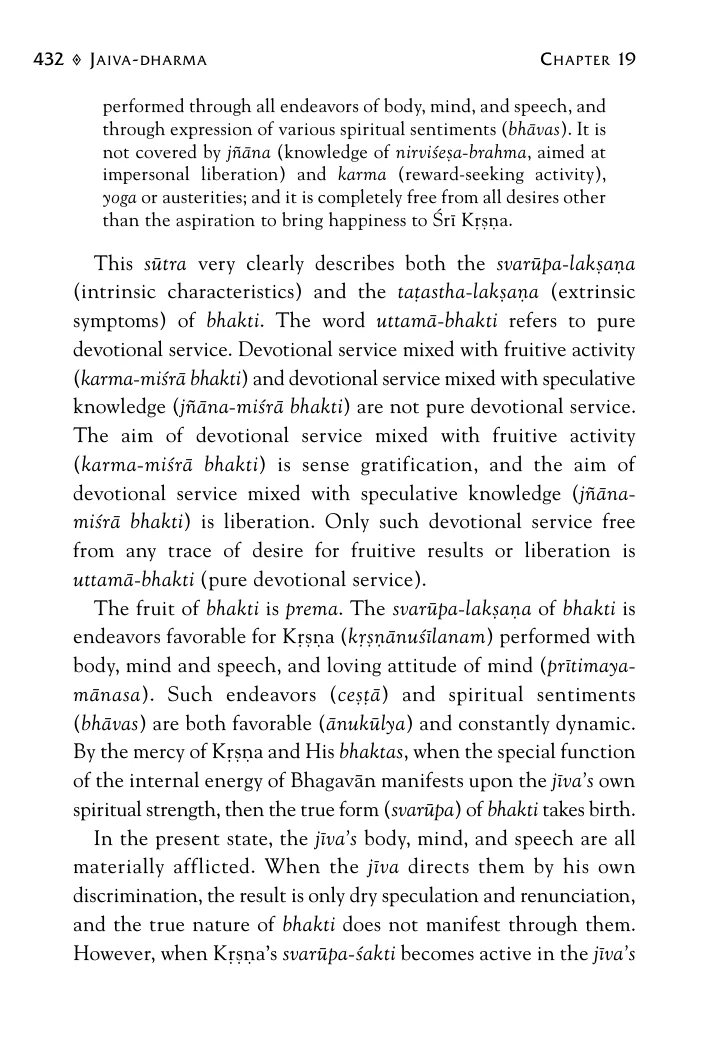 432 ◈ JAIVA-DHARMA CHAPTER 19
performed through all endeavors of body, mind, and speech, and
through expression of various spiritual sentiments (bhāvas). It is
not covered by jñāna (knowledge of nirviśeṣa-brahma, aimed at
impersonal liberation) and karma (reward-seeking activity),
yoga or austerities; and it is completely free from all desires other
than the aspiration to bring happiness to Śrī Kṛṣṇa.
This sūtra very clearly describes both the svarūpa-lakṣaṇa
(intrinsic characteristics) and the taṭastha-lakṣaṇa (extrinsic
symptoms) of bhakti. The word uttamā-bhakti refers to pure
devotional service. Devotional service mixed with fruitive activity
(karma-miśrā bhakti) and devotional service mixed with speculative
knowledge (jñāna-miśrā bhakti) are not pure devotional service.
The aim of devotional service mixed with fruitive activity
(karma-miśrā bhakti) is sense gratification, and the aim of
devotional service mixed with speculative knowledge (jñāna-
miśrā bhakti) is liberation. Only such devotional service free
from any trace of desire for fruitive results or liberation is
uttamā-bhakti (pure devotional service).
The fruit of bhakti is prema. The svarūpa-lakṣaṇa of bhakti is
endeavors favorable for Kṛṣṇa (kṛṣṇānuśīlanam) performed with
body, mind and speech, and loving attitude of mind (prītimaya-
mānasa). Such endeavors (ceṣṭā) and spiritual sentiments
(bhāvas) are both favorable (ānukūlya) and constantly dynamic.
By the mercy of Kṛṣṇa and His bhaktas, when the special function
of the internal energy of Bhagavān manifests upon the jīva's own
spiritual strength, then the true form (svarūpa) of bhakti takes birth.
In the present state, the jīva's body, mind, and speech are all
materially afflicted. When the jīva directs them by his own
discrimination, the result is only dry speculation and renunciation,
and the true nature of bhakti does not manifest through them.
However, when Kṛṣṇa's svarūpa-śakti becomes active in the jīva's